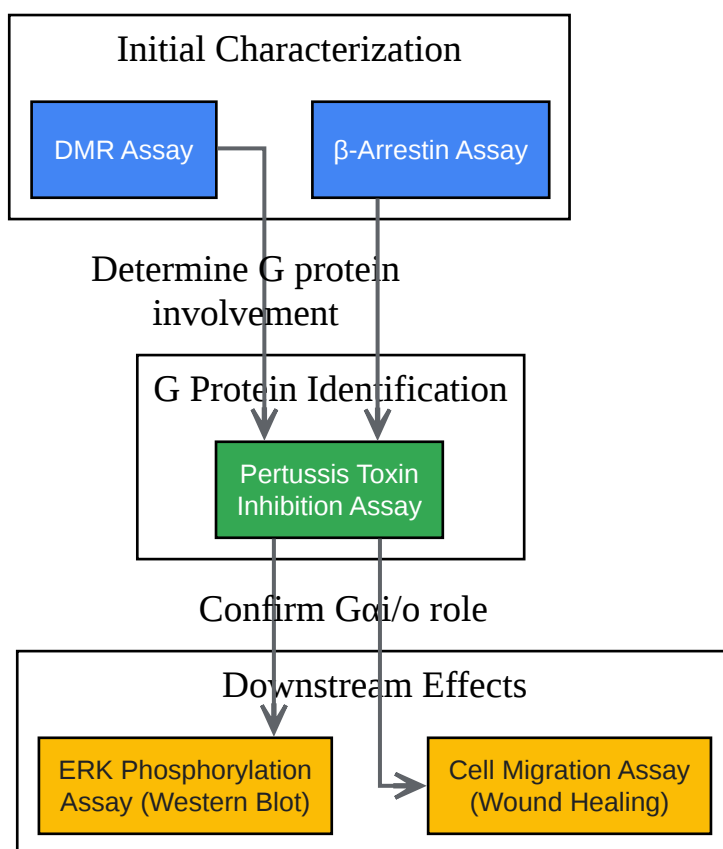 Initial Characterization
DMR Assay
β-Arrestin Assay
Determine G protein
involvement
G Protein Identification
Pertussis Toxin
Inhibition Assay
Confirm Gαi/o role
Downstream Effects
ERK Phosphorylation
Assay (Western Blot)
Cell Migration Assay
(Wound Healing)